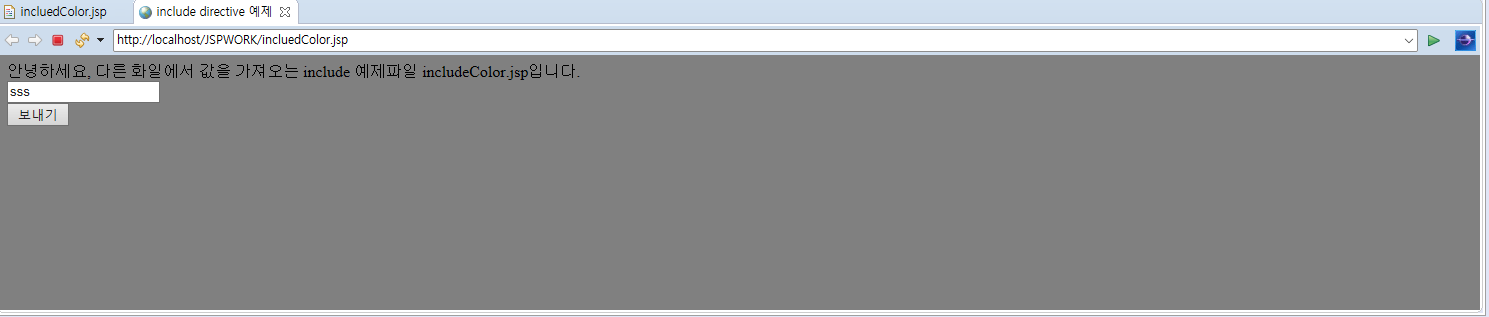 incluedColor.jsp
include directive 예제
http://localhost/JSPWORK/incluedColor.jsp
안녕하세요, 다른 화일에서 값을 가져오는 include 예제파일 includeColor.jsp입니다.
sss
보내기